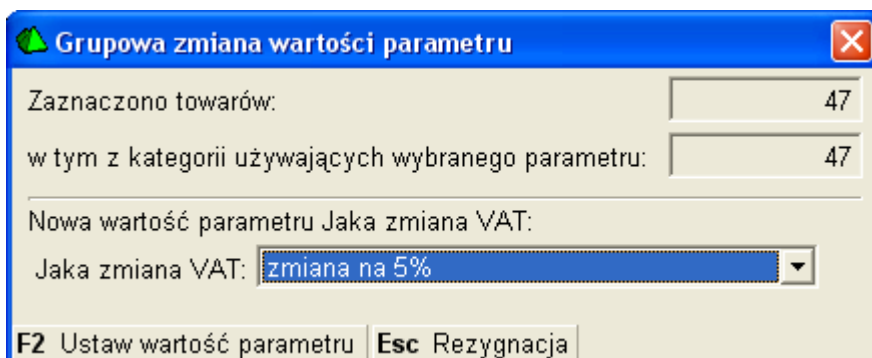 Grupowa zmiana wartości parametru
Zaznaczono towarów: 47
w tym z kategorii używających wybranego parametru: 47
Nowa wartość parametru Jaka zmiana VAT:
Jaka zmiana VAT: zmiana na 5%
F2 Ustaw wartość parametru Esc Rezygnacja